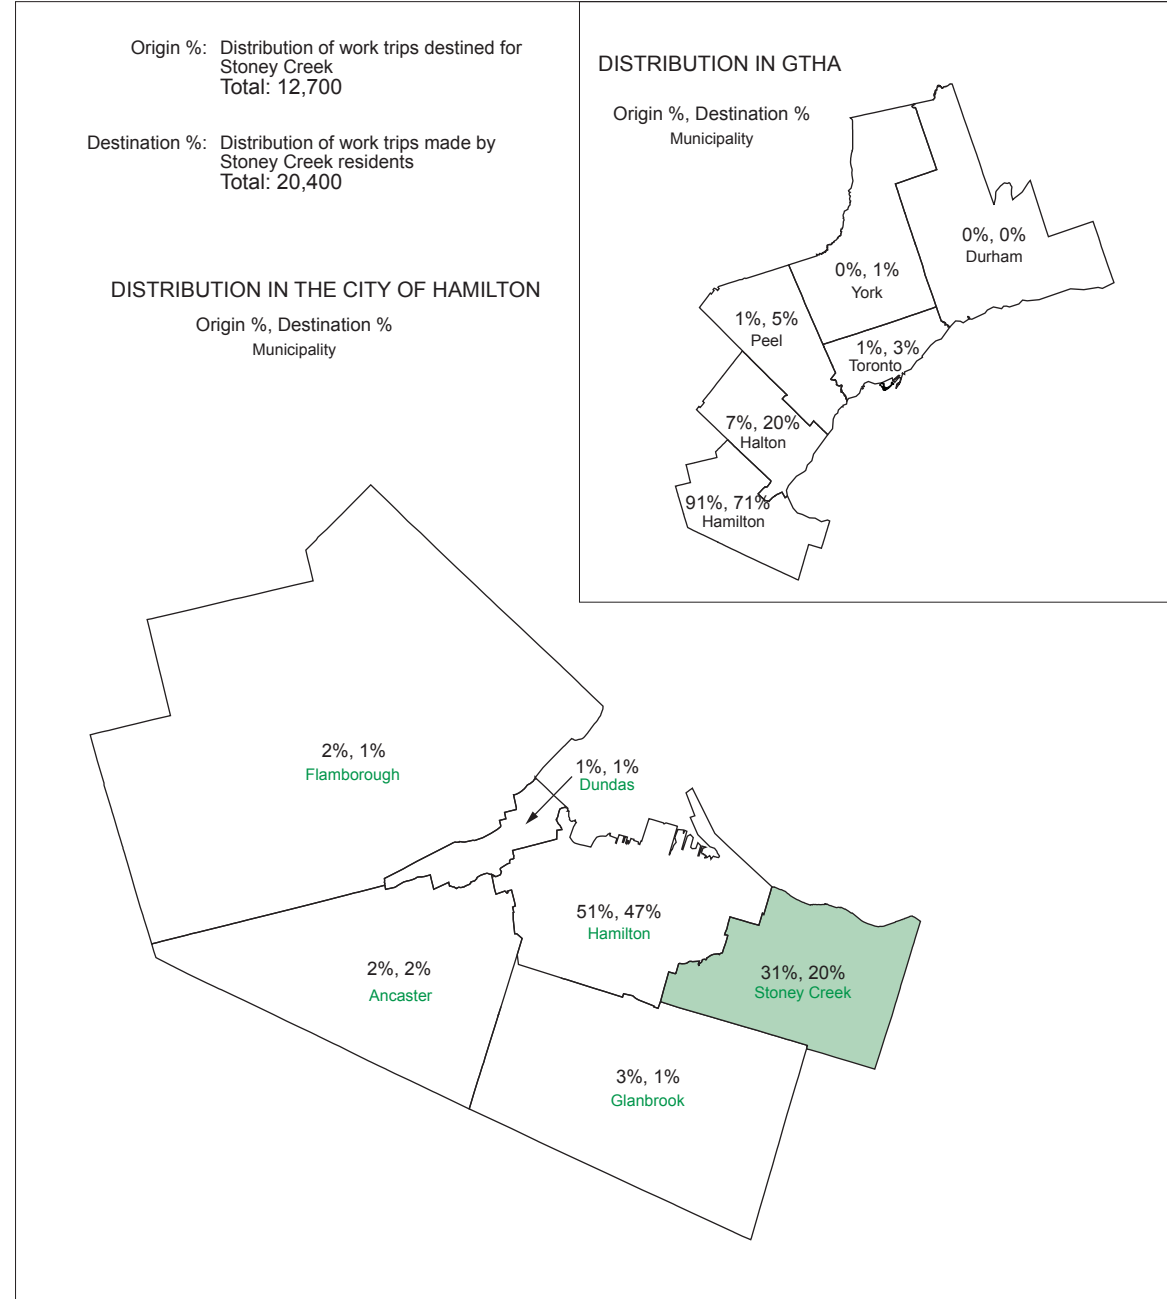 Origin %: Distribution of work trips destined for
Stoney Creek
Total: 12,700
Destination %: Distribution of work trips made by
Stoney Creek residents
Total: 20,400
DISTRIBUTION IN THE CITY OF HAMILTON
Origin %, Destination %
Municipality
DISTRIBUTION IN GTHA
Origin %, Destination %
Municipality
0%, 0%
Durham
0%, 1%
York
1%, 5%
Peel
1%, 3%
Toronto
7%, 20%
Halton
91%, 71%
Hamilton
2%, 1%
Flamborough
1%, 1%
Dundas
51%, 47%
Hamilton
31%, 20%
Stoney Creek
2%, 2%
Ancaster
3%, 1%
Glanbrook